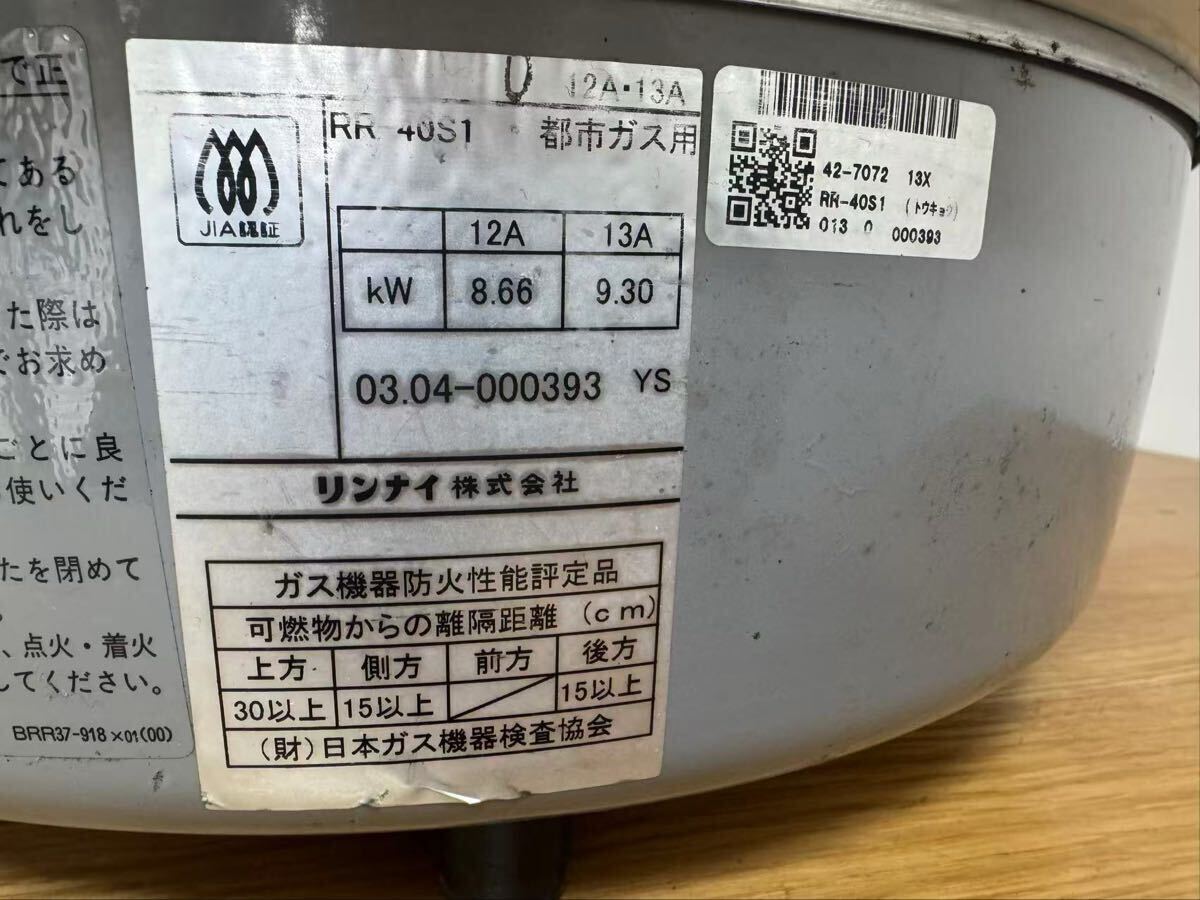 で正
てある
れをし
た際は
でお求め
ごとに良
使いくだ
たを閉めて
、点火・着火
してください。
BRR37-918×01(00)
12A・13A
JIA認証
RR-40S1 都市ガス用
12A 13A
kW 8.66 9.30
03.04-000393 YS
リンナイ株式会社
ガス機器防火性能評定品
可燃物からの離隔距離 (cm)
上方 側方 前方 後方
30以上 15以上 15以上
(財)日本ガス機器検査協会
42-7072 13X
RR-40S1 (トウキョウ)
013 0 000393